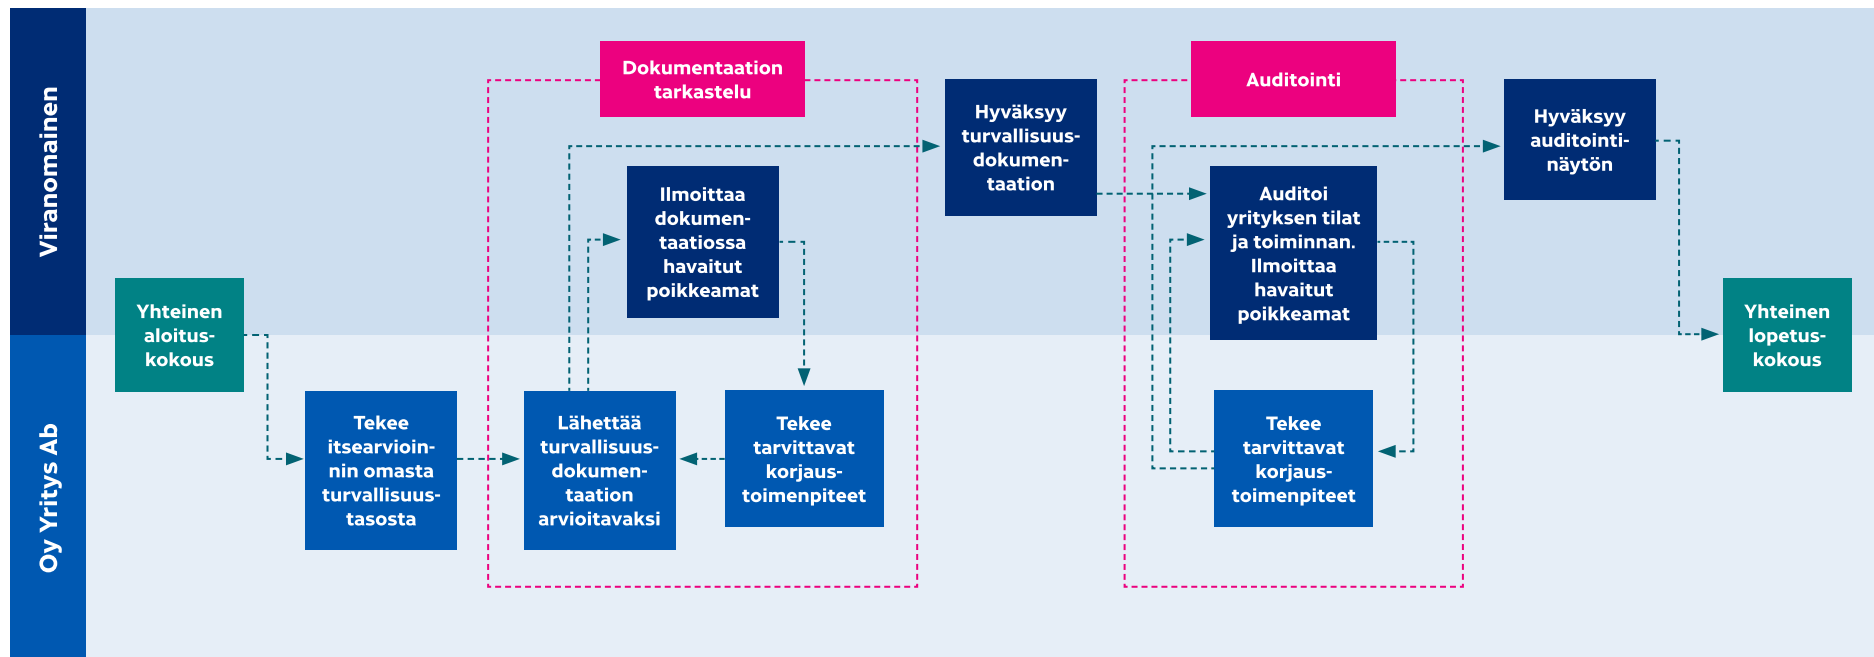 Viranomainen
Oy Yritys Ab
Yhteinen
aloitus-
kokous
Tekee
itsearvioin-
nin omasta
turvallisuus-
tasosta
Dokumentaation
tarkastelu
Lähettää
turvallisuus-
dokumen-
taation
arvioitavaksi
Ilmoittaa
dokumen-
taatiossa
havaitut
poikkeamat
Tekee
tarvittavat
korjaus-
toimenpiteet
Hyväksyy
turvallisuus-
dokumen-
taation
Auditointi
Auditoi
yrityksen tilat
ja toiminnan.
Ilmoittaa
havaitut
poikkeamat
Tekee
tarvittavat
korjaus-
toimenpiteet
Hyväksyy
auditointi-
näytön
Yhteinen
lopetus-
kokous